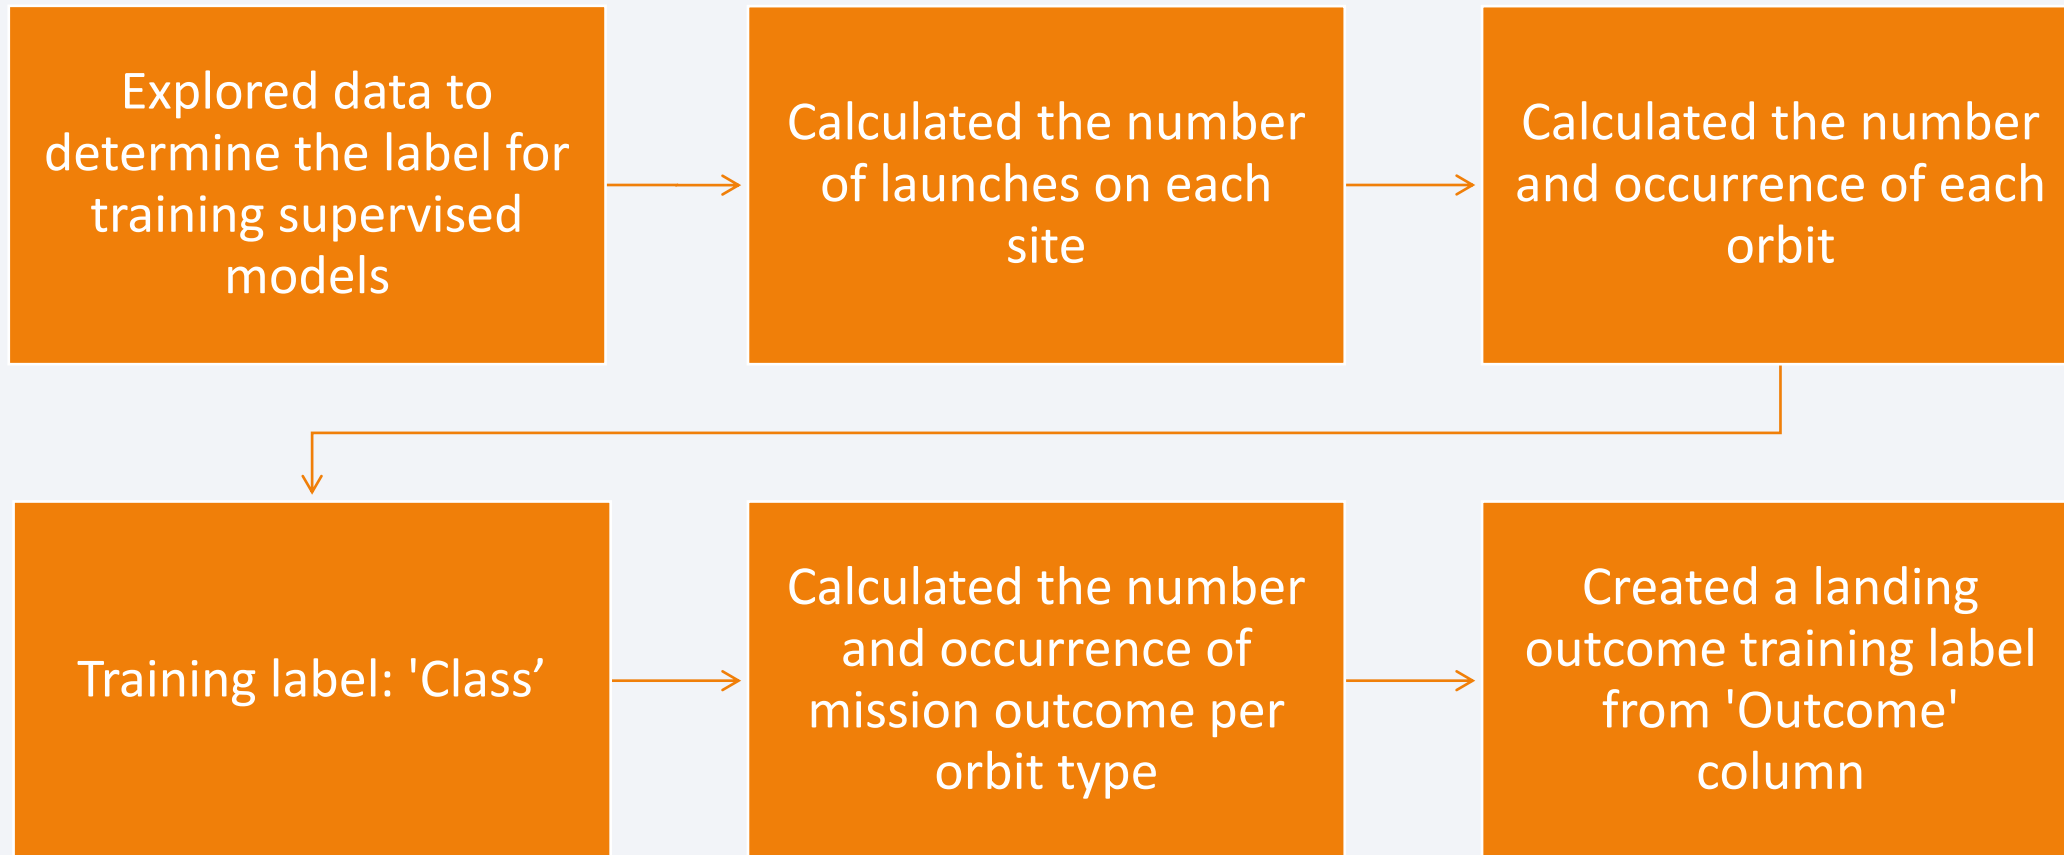 Explored data to
determine the label for
training supervised
models
Calculated the number
of launches on each
site
Calculated the number
and occurrence of each
orbit
Training label: 'Class’
Calculated the number
and occurrence of
mission outcome per
orbit type
Created a landing
outcome training label
from 'Outcome'
column